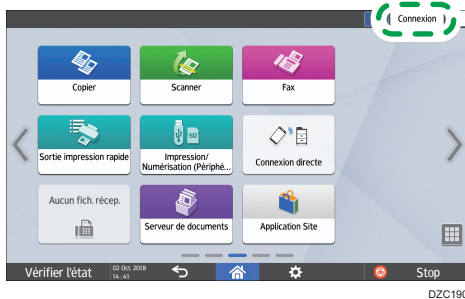 Connexion
Copier
Scanner
Fax
Sortie impression rapide
Impression/
Numérisation (Périphé...
SD
Connexion directe
Aucun fich. récep.
Serveur de documents
Application Site
Vérifier l'état
02 Oct. 2018
14 : 41
Stop
DZC190